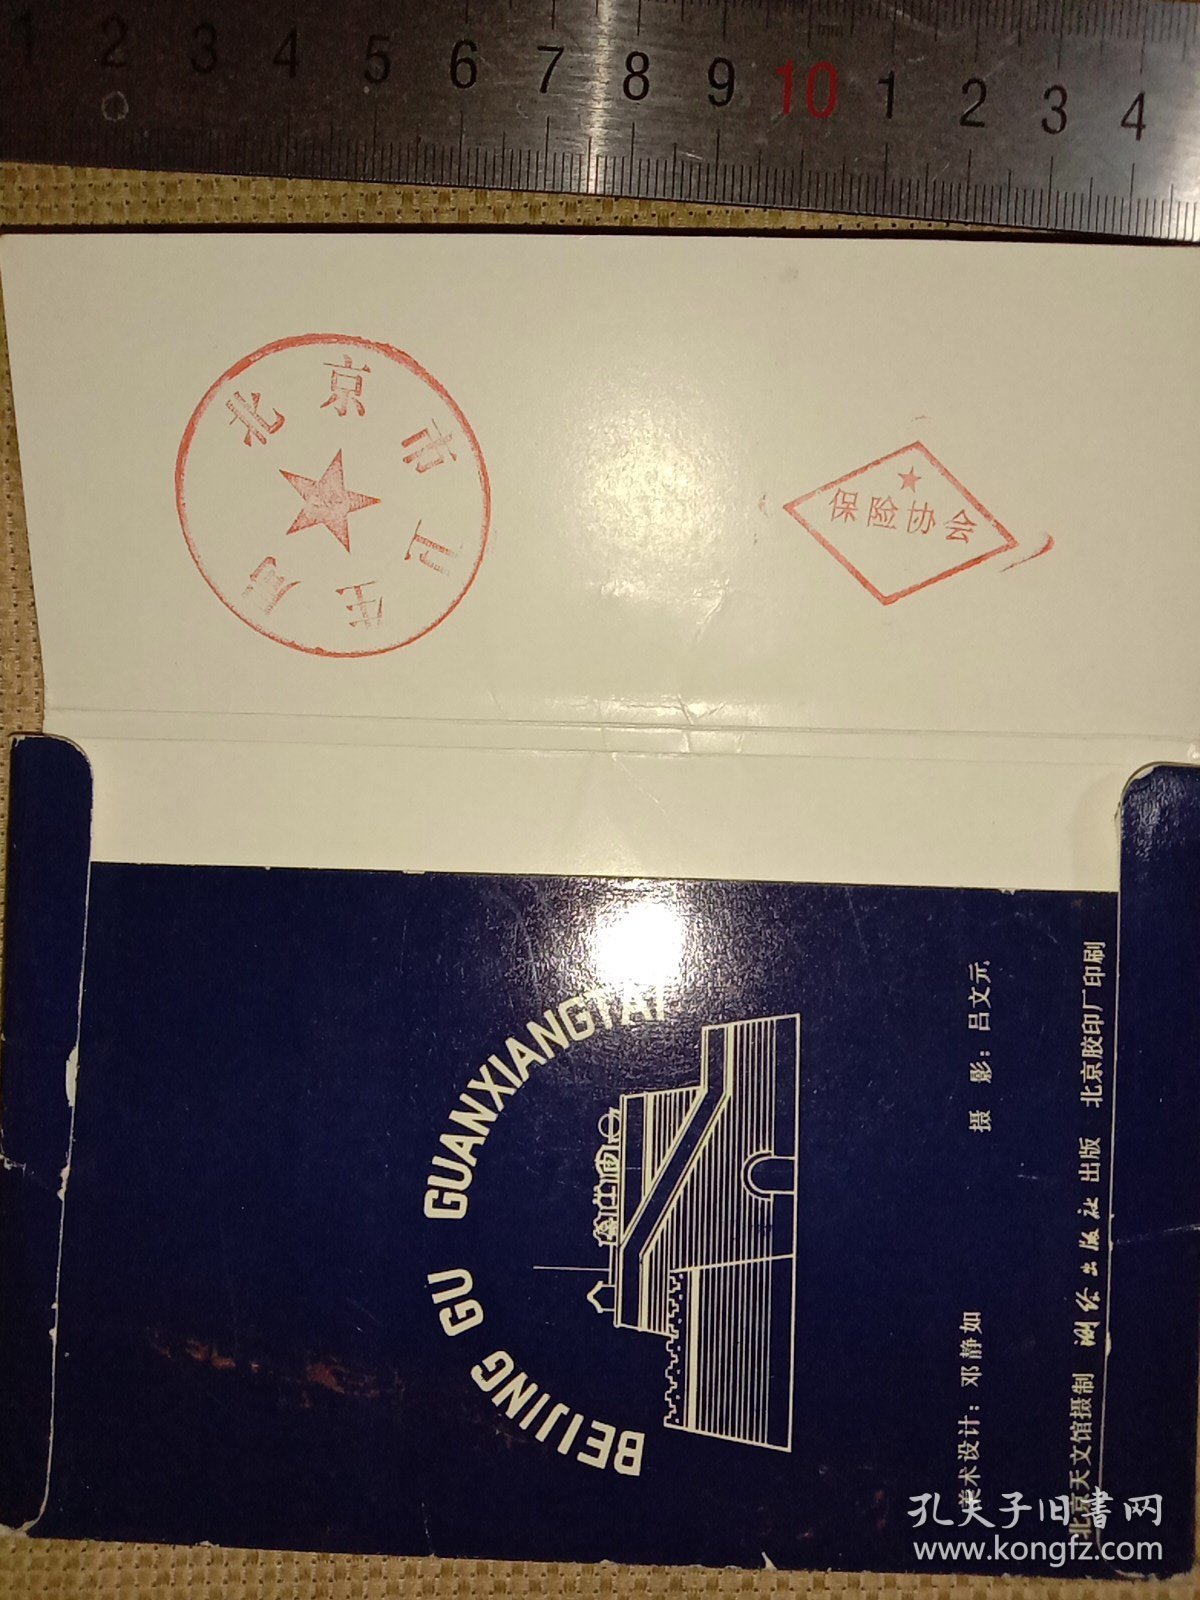 1 2 3 4 5 6 7 8 9 10 1 2 3 4
北京市卫生局
保险协会
BEIJING GU GUANXIANGTAI
美术设计：邓静如 摄 影：吕文元
北京天文馆摄制 测绘出版社 出版 北京胶印厂印刷
孔夫子旧书网
www.kongfz.com